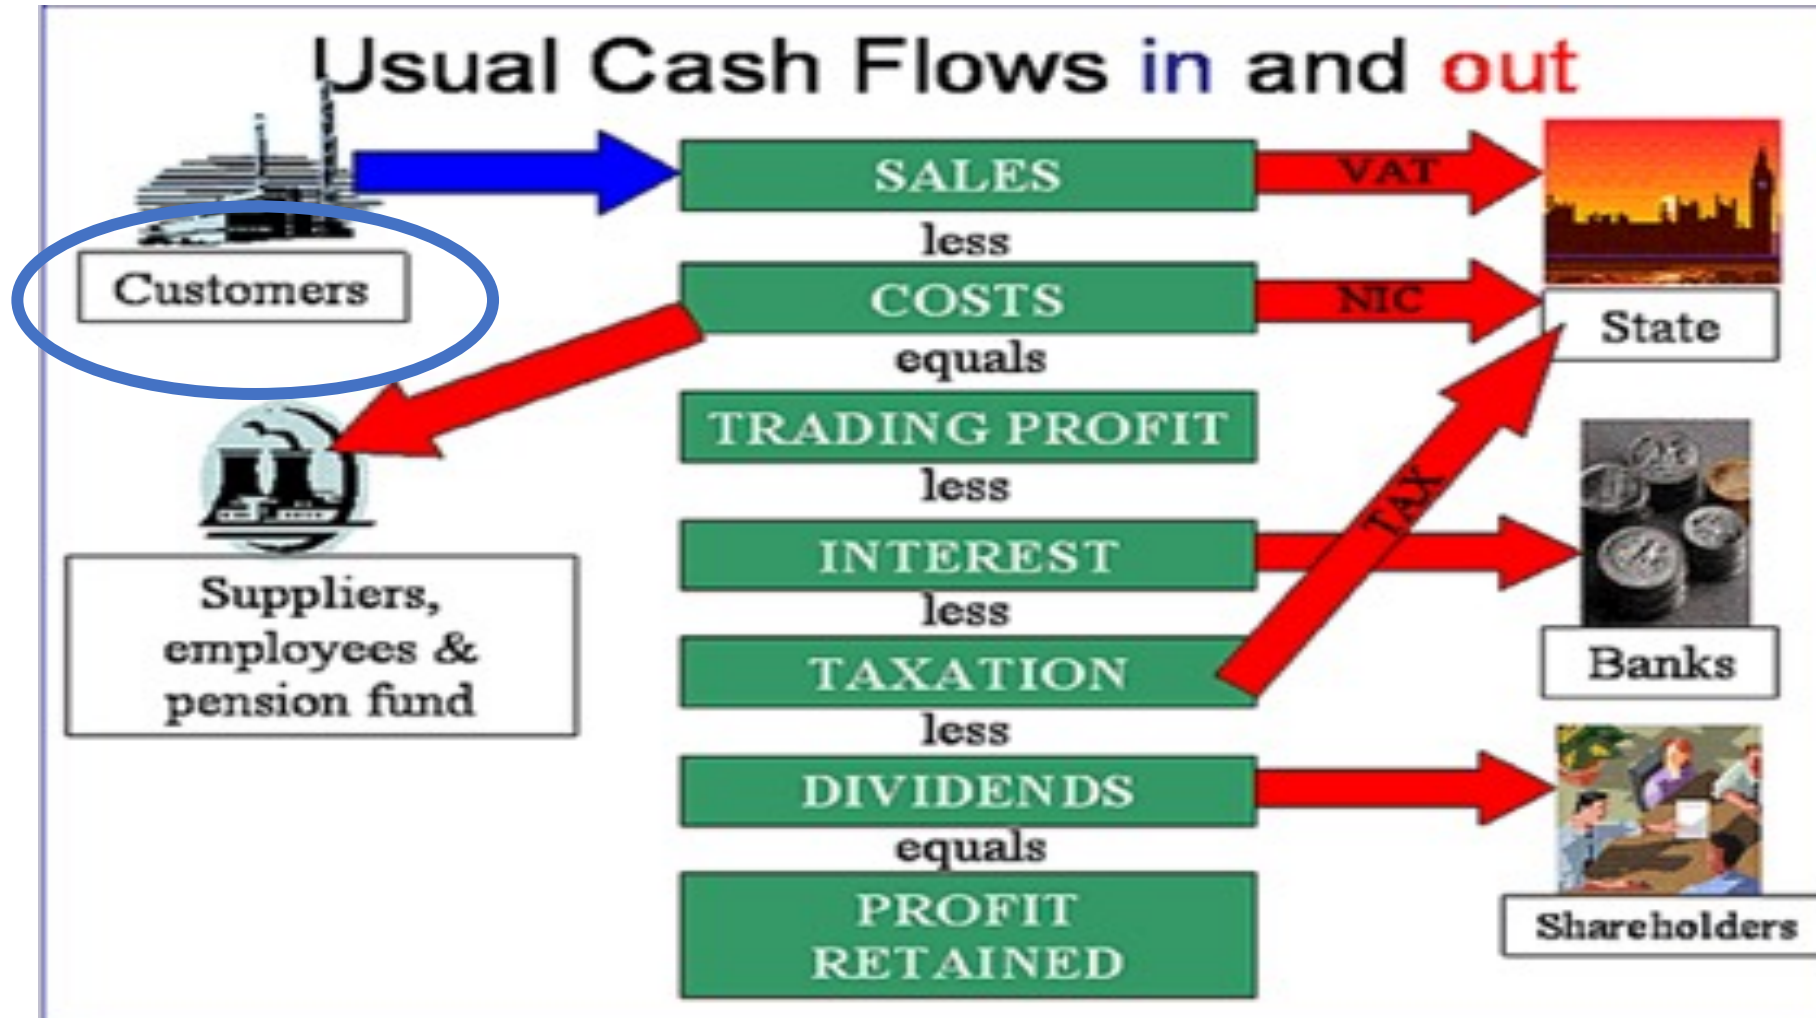 Usual Cash Flows in and out
Customers
SALES
VAT
less
COSTS
NIC
State
equals
TRADING PROFIT
less
INTEREST
TAX
less
Suppliers,
employees &
pension fund
TAXATION
Banks
less
DIVIDENDS
equals
PROFIT
RETAINED
Shareholders